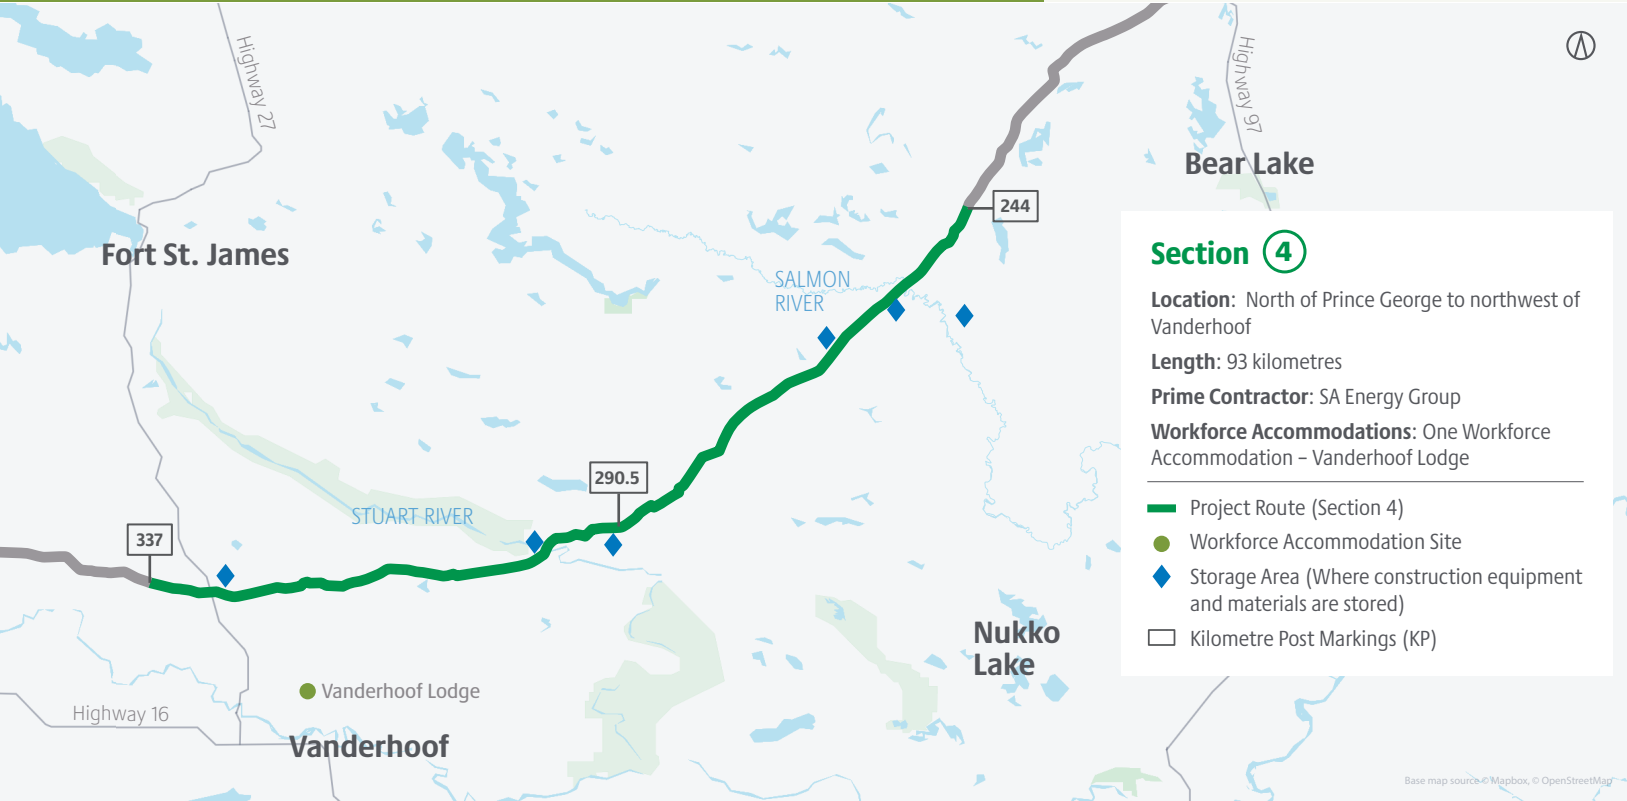 Highway 27
Highway 97
Bear Lake
244
Fort St. James
SALMON
RIVER
290.5
STUART RIVER
337
Nukko
Lake
Vanderhoof Lodge
Highway 16
Vanderhoof
Section 4
Location: North of Prince George to northwest of
Vanderhoof
Length: 93 kilometres
Prime Contractor: SA Energy Group
Workforce Accommodations: One Workforce
Accommodation – Vanderhoof Lodge
Project Route (Section 4)
Workforce Accommodation Site
Storage Area (Where construction equipment
and materials are stored)
Kilometre Post Markings (KP)
Base map source © Mapbox, © OpenStreetMap